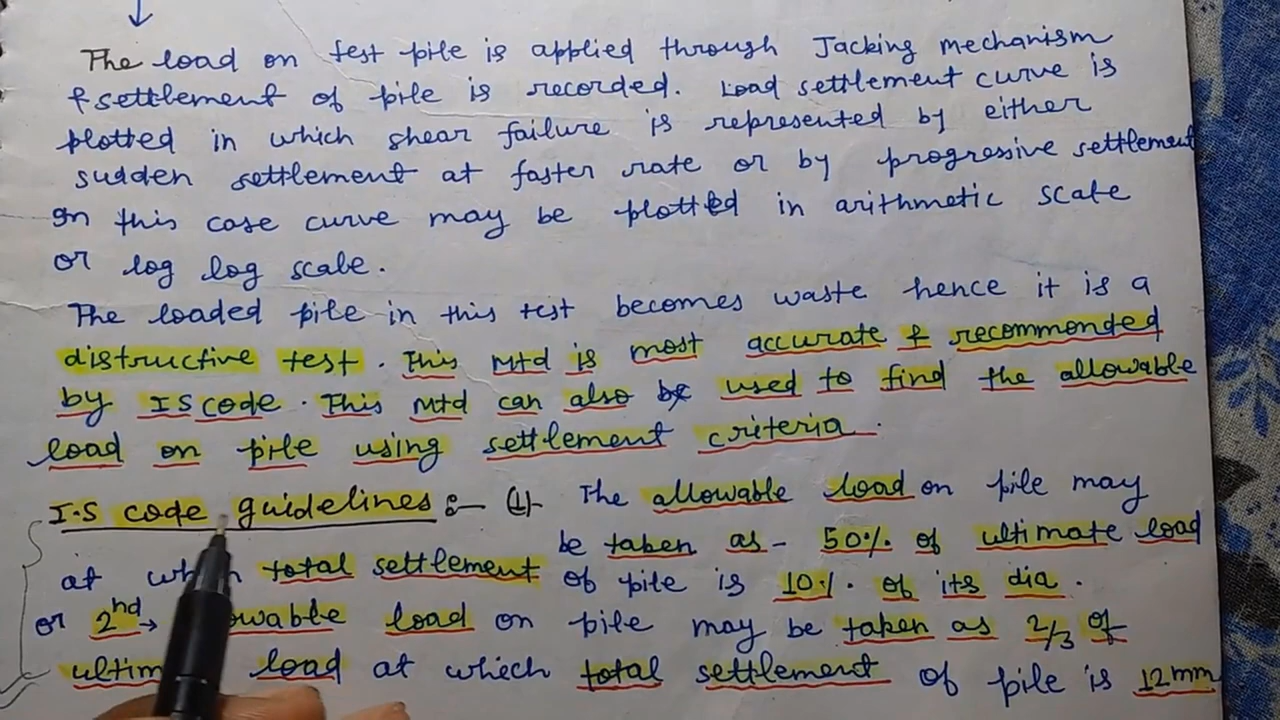 The load on test pile is applied through Jacking mechanism
& settlement of pile is recorded. Load settlement curve is
plotted in which shear failure is represented by either
sudden settlement at faster rate or by progressive settlement
In this case curve may be plotted in arithmetic scale
or log log scale.
The loaded pile in this test becomes waste hence it is a
distructive test. This Mtd is most accurate & recommonded
by IS code. This Mtd can also be used to find the allowable
load on pile using settlement criteria.
I.S code guidelines :- (1)- The allowable load on pile may
be taken as - 50%. of ultimate load
at total settlement of pile is 10%. of its dia.
or 2nd→ load on pile may be taken as 2/3 of
load at which total settlement of pile is 12mm